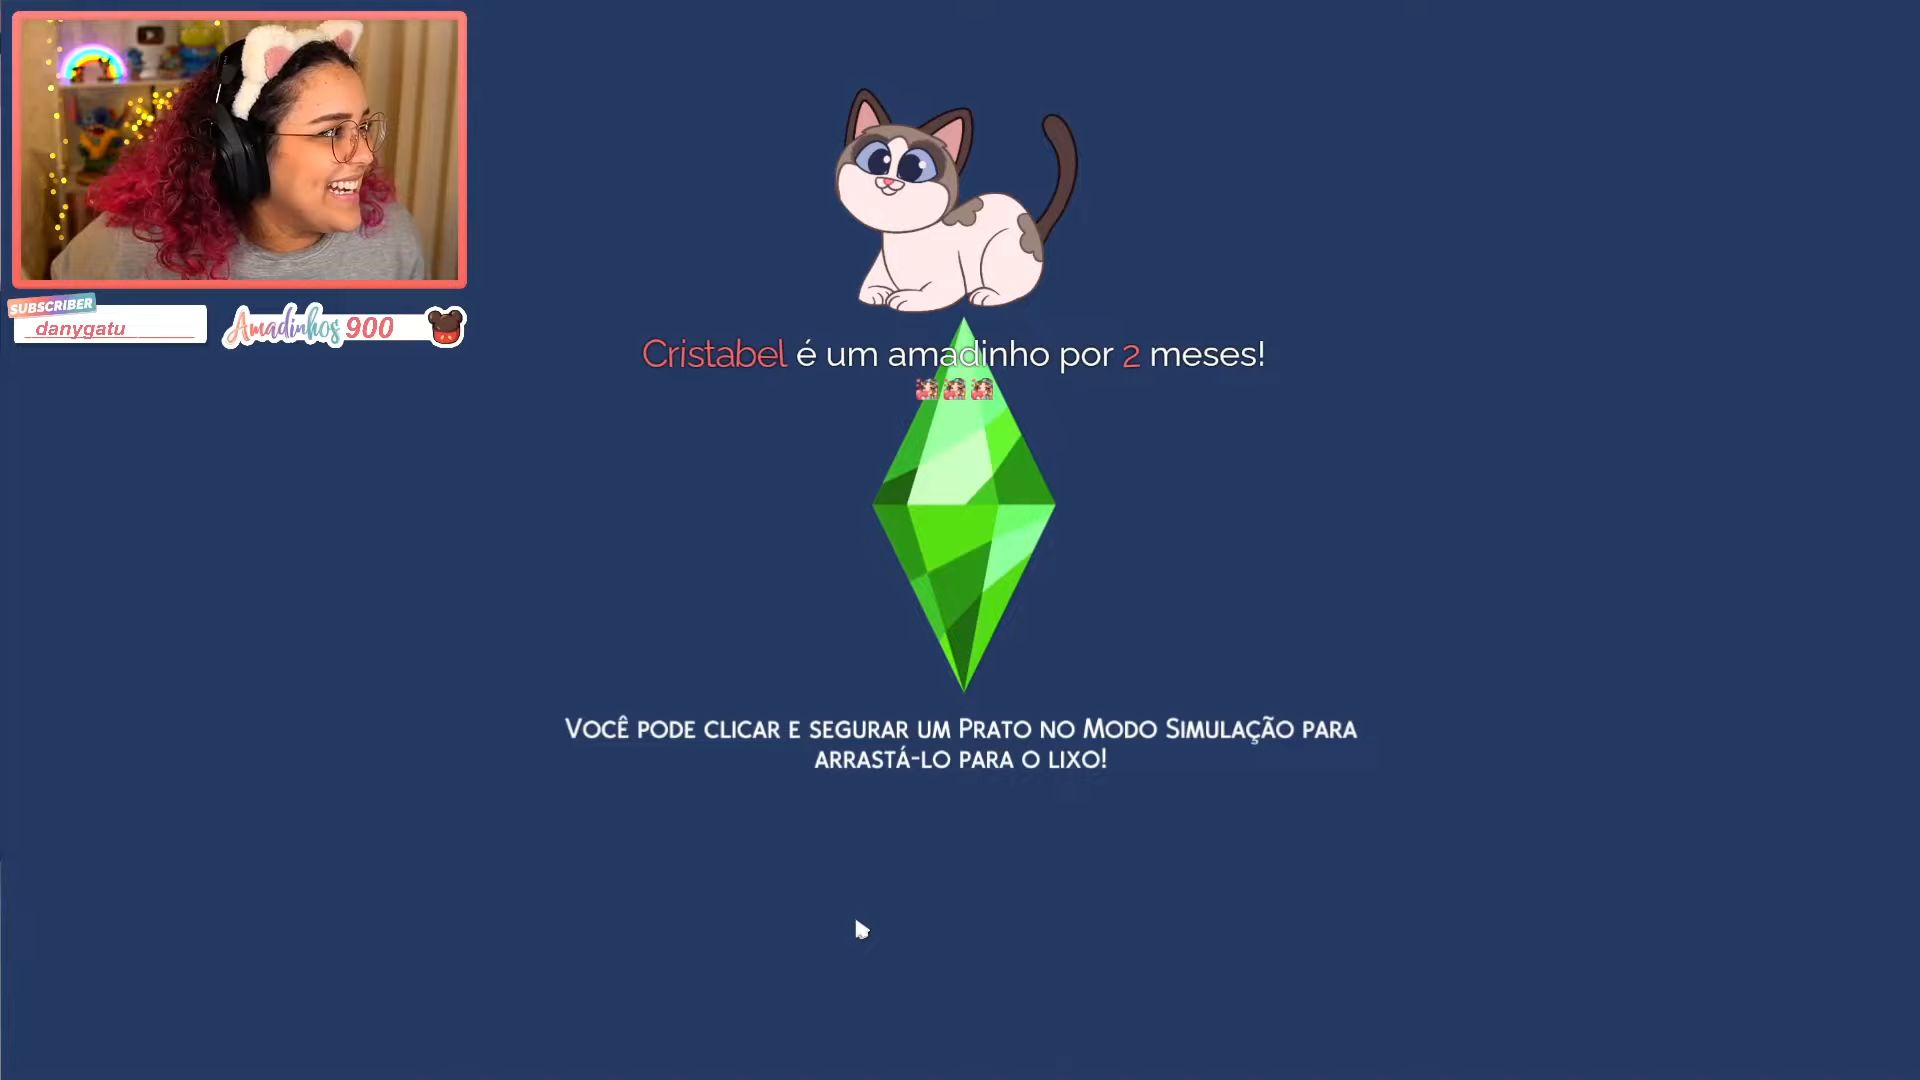 SUBSCRIBER
danygatu
Amadinhos 900
Cristabel é um amadinho por 2 meses!
Você pode clicar e segurar um Prato no Modo Simulação para
arrastá-lo para o lixo!